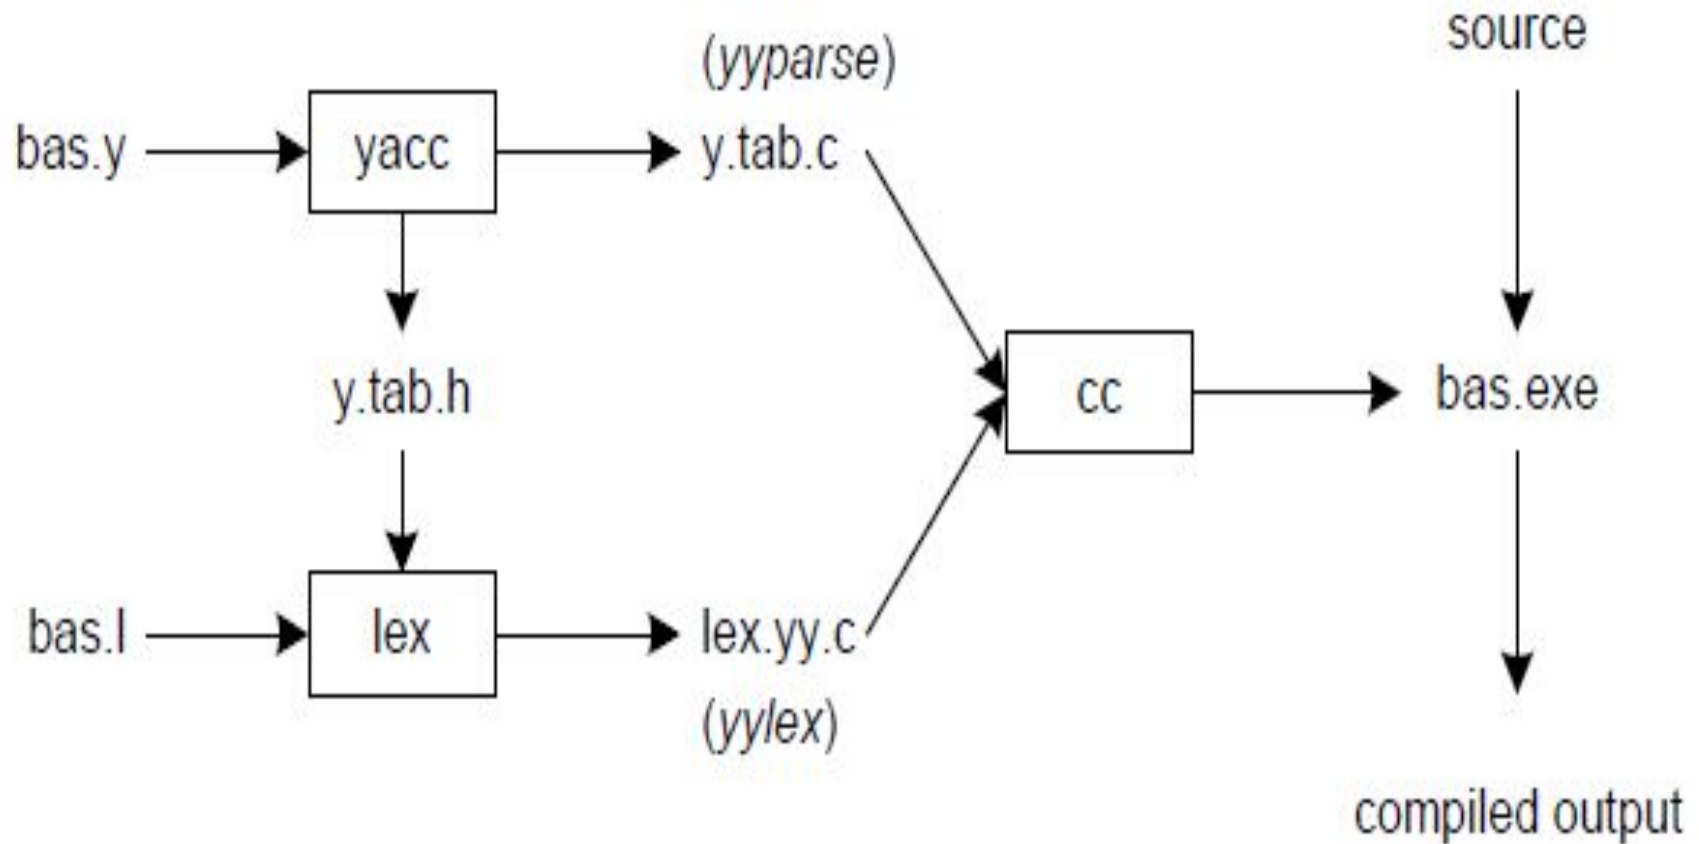 source
(yyparse)
bas.y
yacc
y.tab.c
y.tab.h
cc
bas.exe
bas.l
lex
lex.yy.c
(yylex)
compiled output